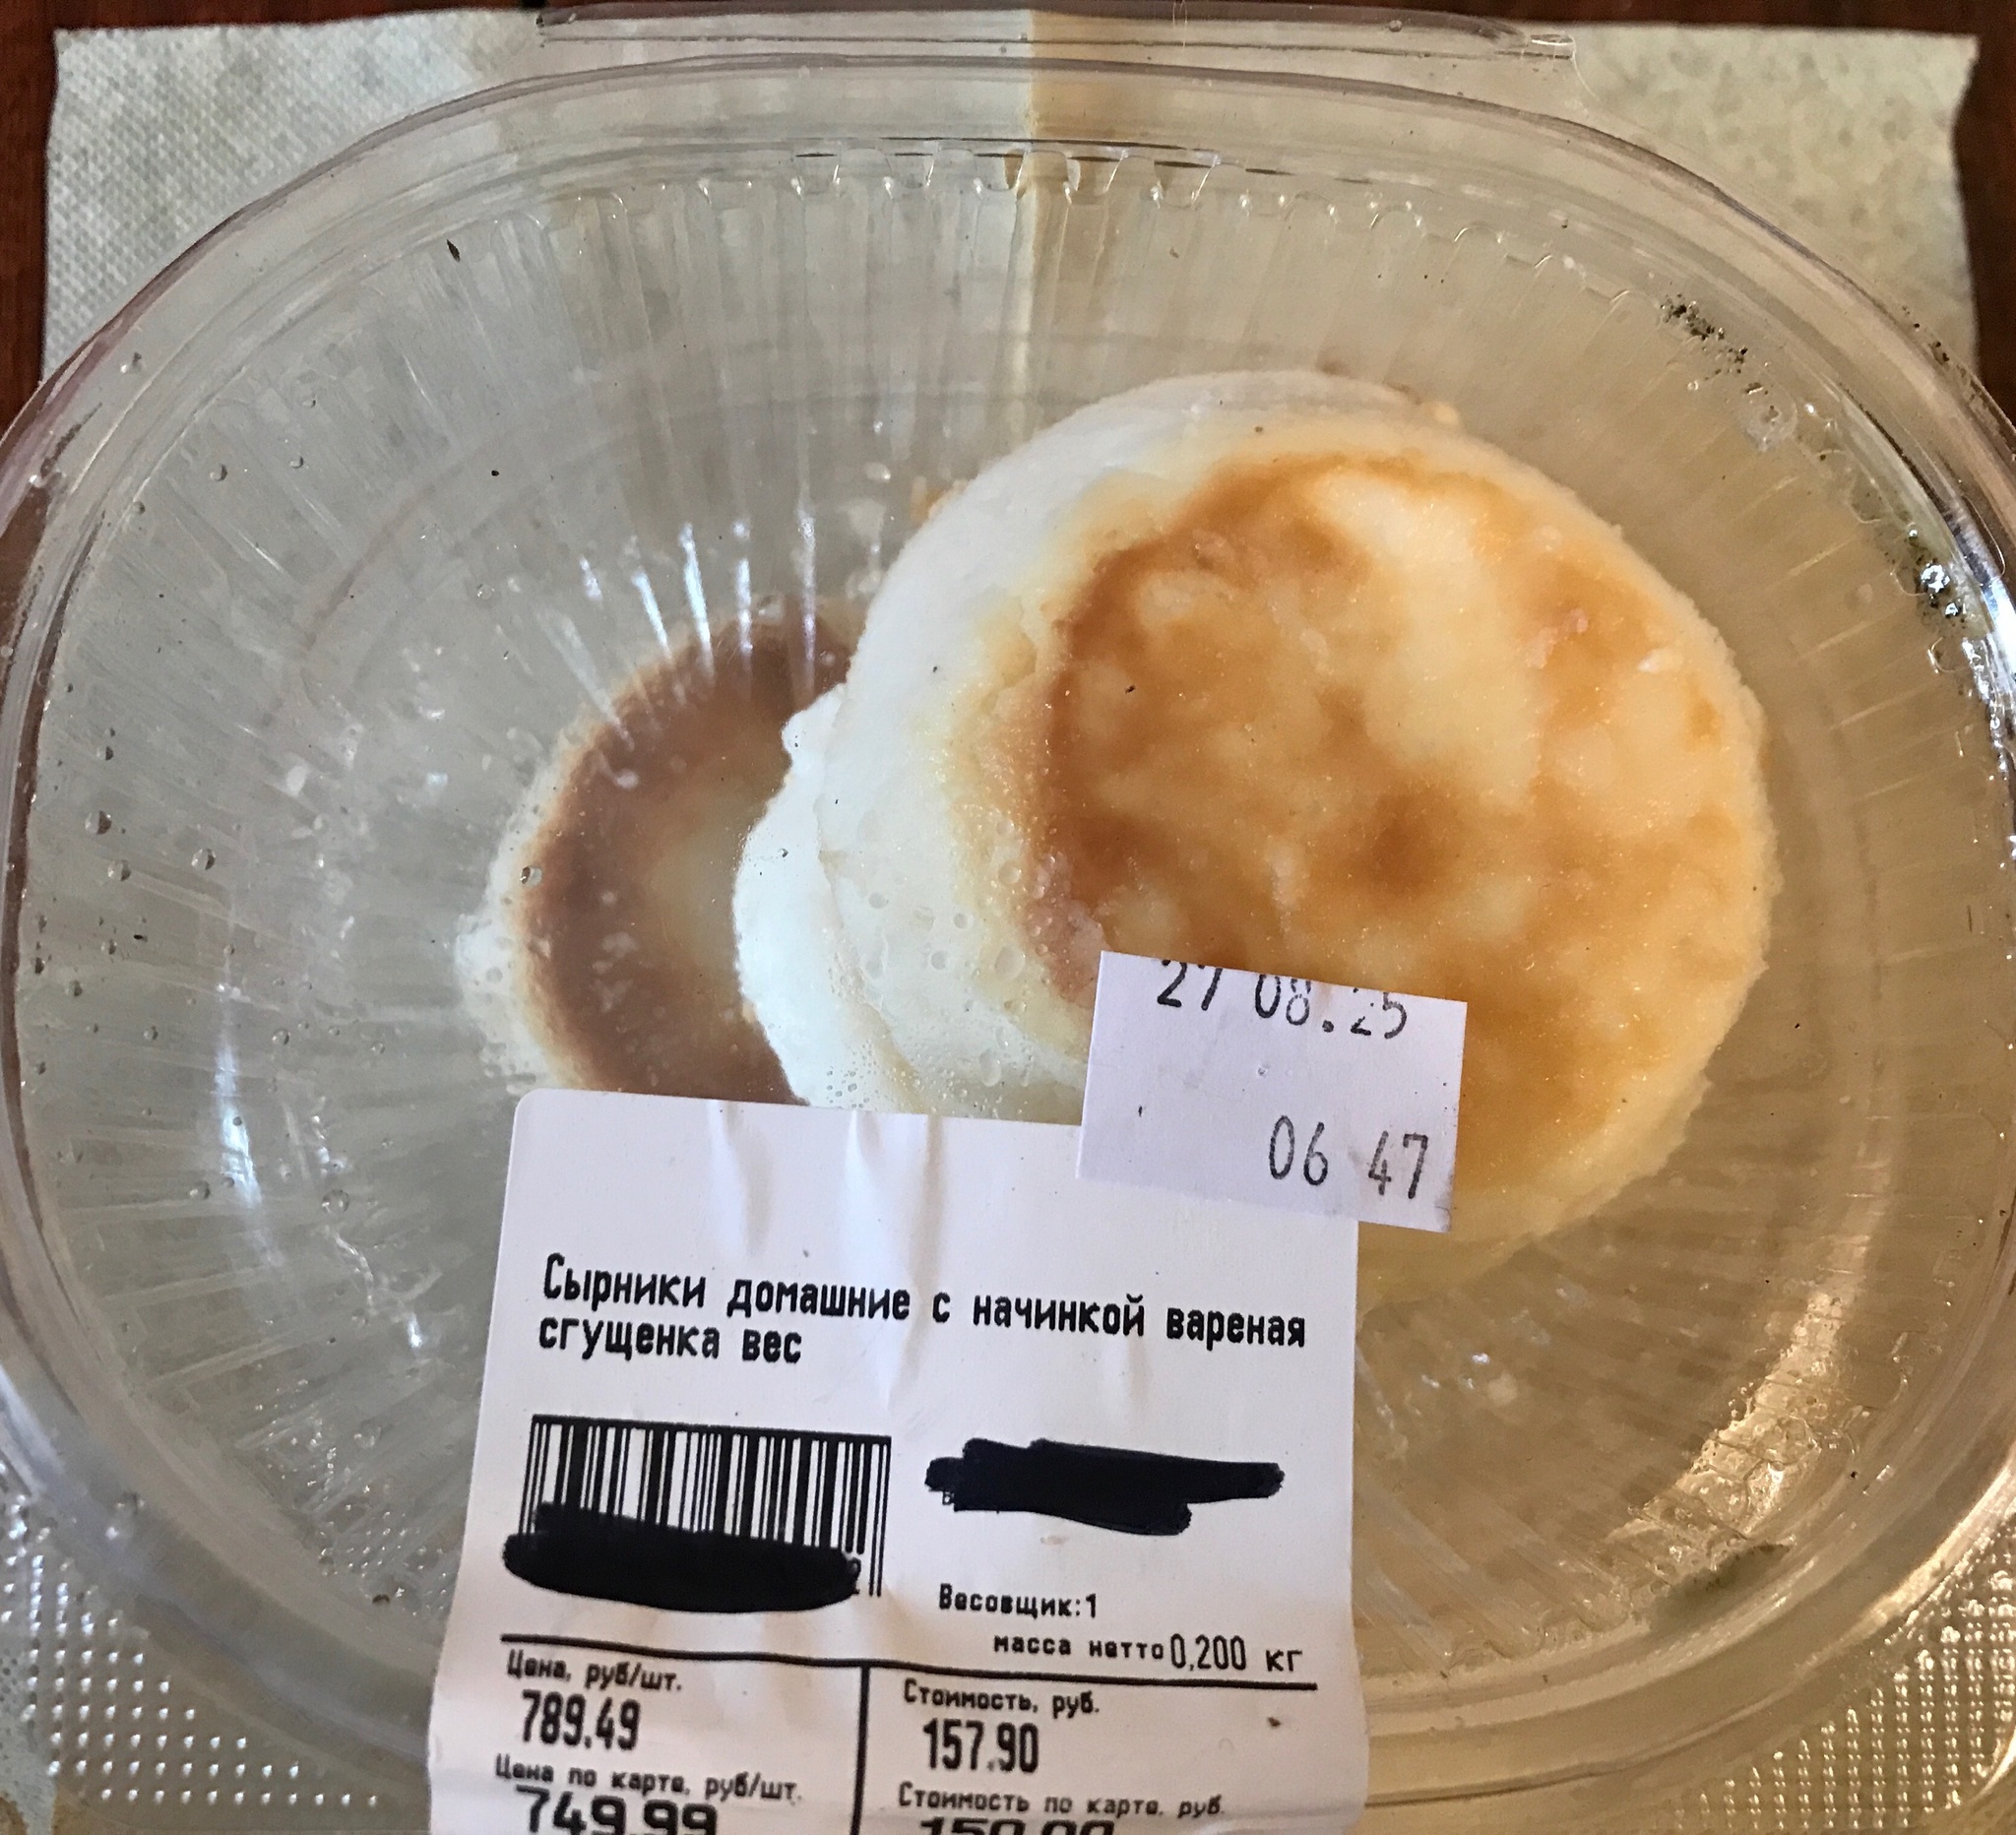 27 08.25
06 47
Сырники домашние с начинкой вареная
сгущенка вес
Весовщик:1
масса нетто 0,200 кг
Цена, руб/шт.
789.49
Стоимость, руб.
157.90
Цена по карте, руб/шт.
749.99
Стоимость по карте, руб.
150.00